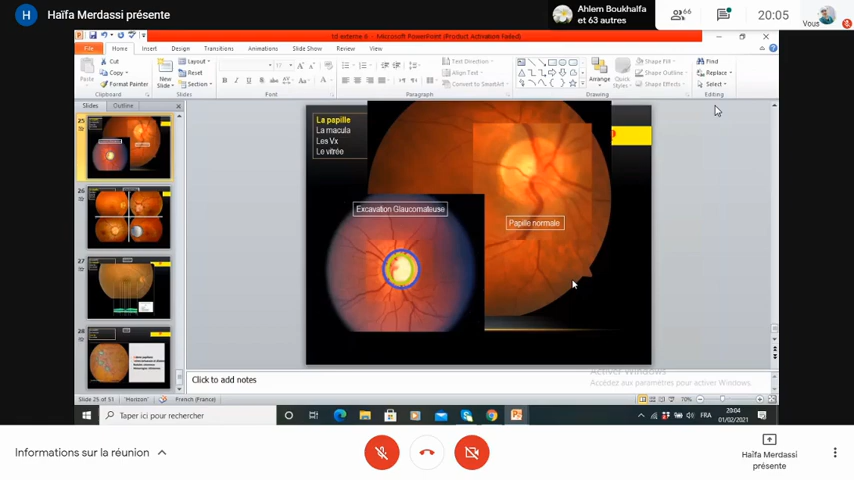 H
Haïfa Merdassi présente
Ahlem Boukhalfa
et 63 autres
66
20:05
Vous
td externe 6 - Microsoft PowerPoint (Product Activation Failed)
File
Home
Insert
Design
Transitions
Animations
Slide Show
Review
View
Paste
Cut
Copy
Format Painter
Clipboard
New
Slide
Layout
Reset
Section
Slides
Font
Text Direction
Align Text
Convert to SmartArt
Paragraph
Arrange
Quick
Styles
Shape Fill
Shape Outline
Shape Effects
Drawing
Find
Replace
Select
Editing
Slides
Outline
25
26
27
28
La papille
La macula
Les Vx
Le vitrée
Excavation Glaucomateuse
Papille normale
Click to add notes
Activer Windows
Accédez aux paramètres pour activer Windows.
Slide 25 of 51
"Horizon"
French (France)
70%
Taper ici pour rechercher
FRA
20:04
01/02/2021
Informations sur la réunion
Haïfa Merdassi
présente